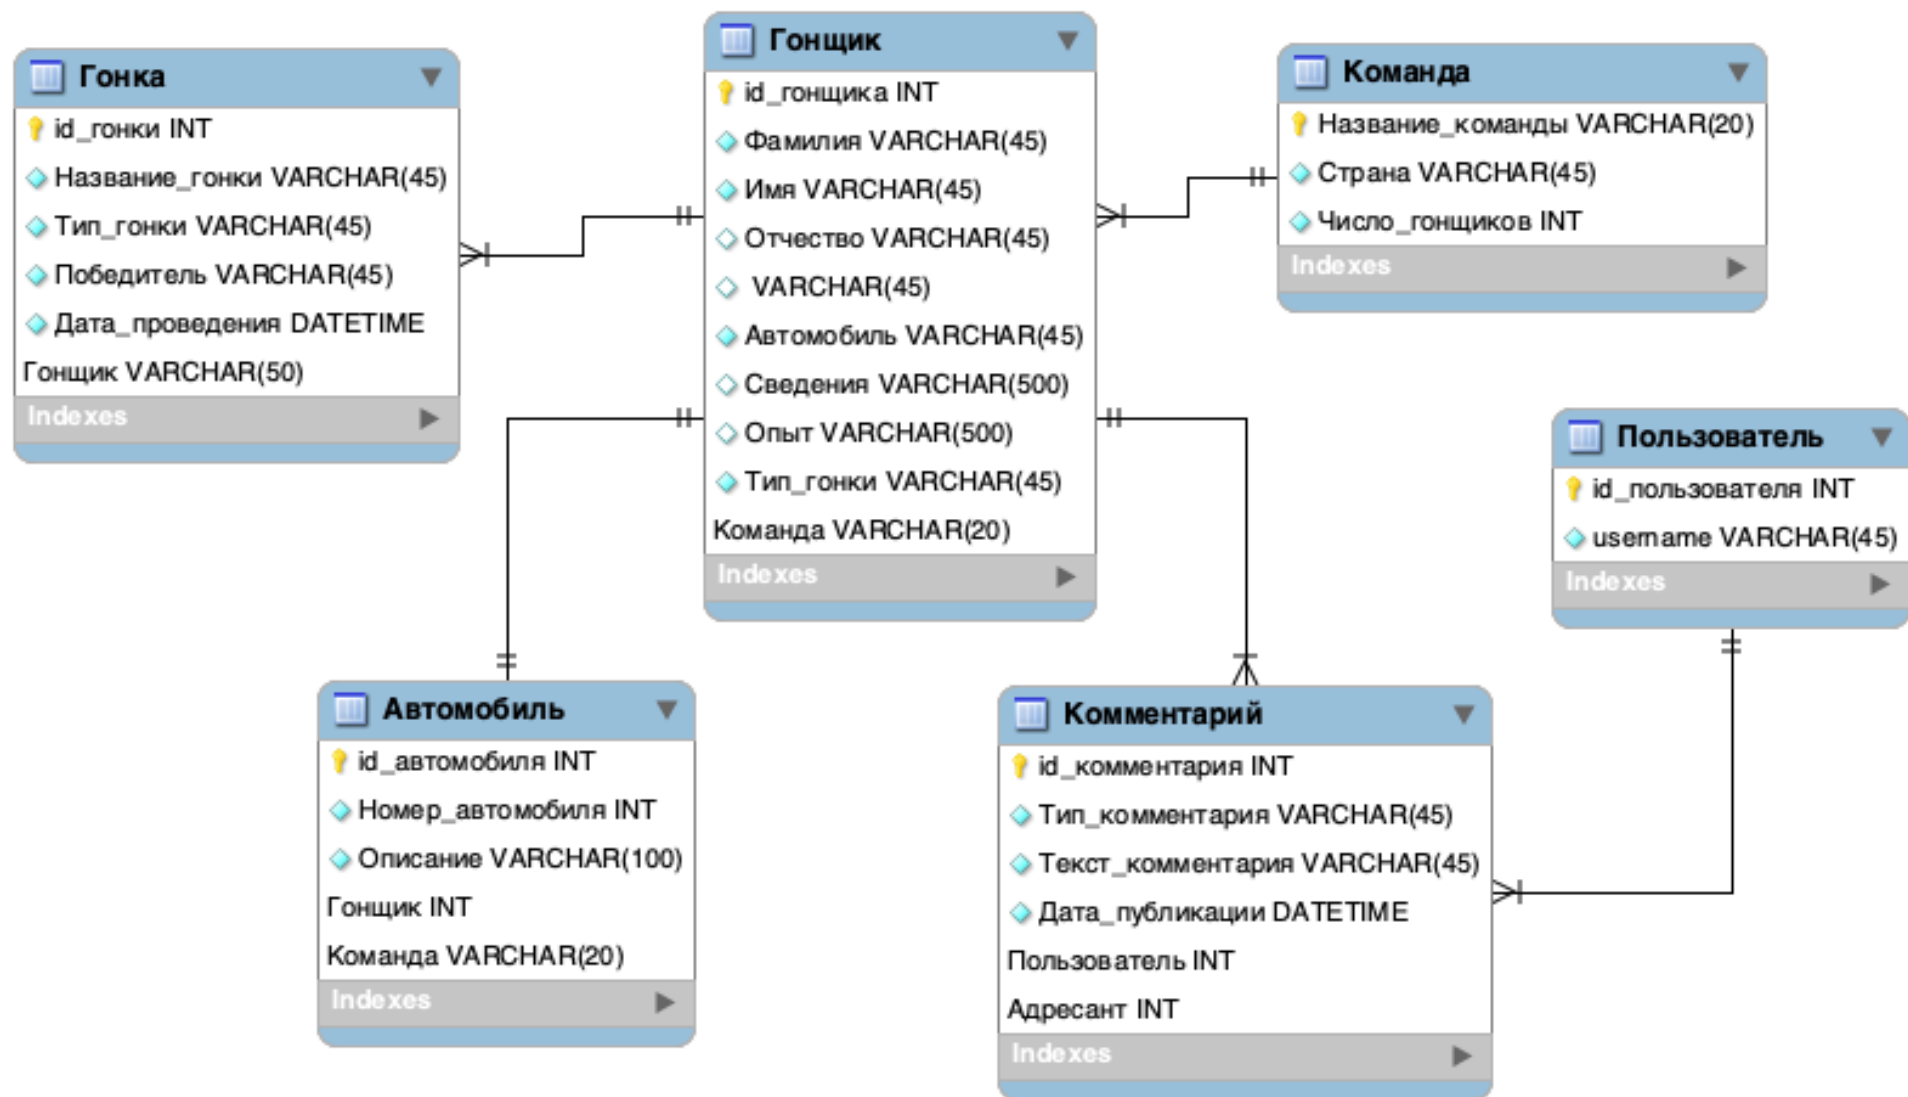 Гонка
id_гонки INT
Название_гонки VARCHAR(45)
Тип_гонки VARCHAR(45)
Победитель VARCHAR(45)
Дата_проведения DATETIME
Гонщик VARCHAR(50)
Indexes
Гонщик
id_гонщика INT
Фамилия VARCHAR(45)
Имя VARCHAR(45)
Отчество VARCHAR(45)
VARCHAR(45)
Автомобиль VARCHAR(45)
Сведения VARCHAR(500)
Опыт VARCHAR(500)
Тип_гонки VARCHAR(45)
Команда VARCHAR(20)
Indexes
Команда
Название_команды VARCHAR(20)
Страна VARCHAR(45)
Число_гонщиков INT
Indexes
Пользователь
id_пользователя INT
username VARCHAR(45)
Indexes
Автомобиль
id_автомобиля INT
Номер_автомобиля INT
Описание VARCHAR(100)
Гонщик INT
Команда VARCHAR(20)
Indexes
Комментарий
id_комментария INT
Тип_комментария VARCHAR(45)
Текст_комментария VARCHAR(45)
Дата_публикации DATETIME
Пользователь INT
Адресант INT
Indexes